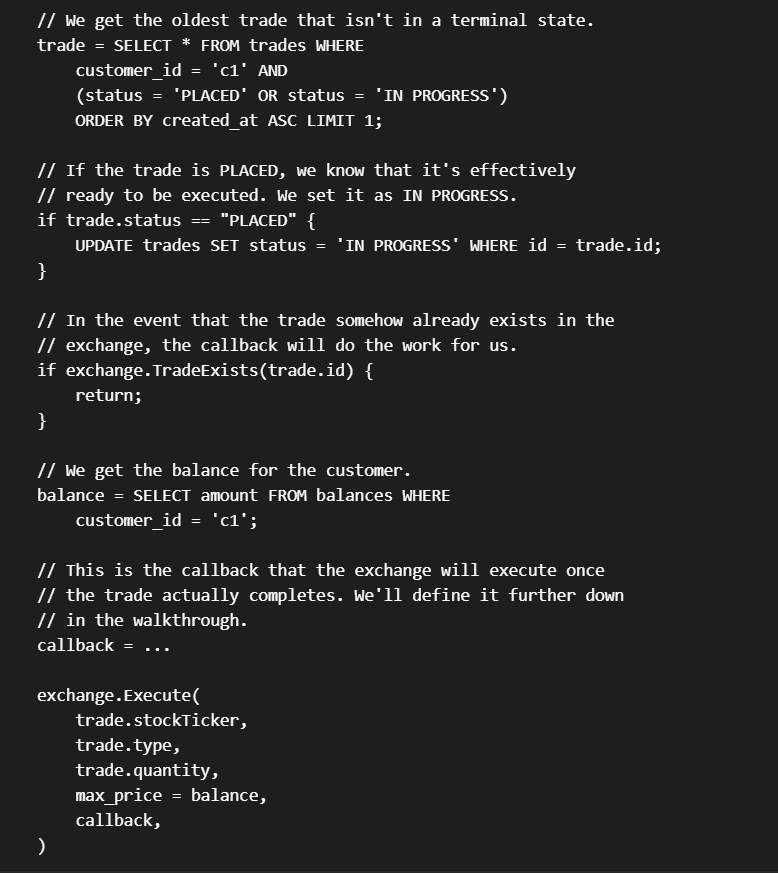 // We get the oldest trade that isn't in a terminal state.
trade = SELECT * FROM trades WHERE
    customer_id = 'c1' AND
    (status = 'PLACED' OR status = 'IN PROGRESS')
    ORDER BY created_at ASC LIMIT 1;

// If the trade is PLACED, we know that it's effectively
// ready to be executed. We set it as IN PROGRESS.
if trade.status == "PLACED" {
    UPDATE trades SET status = 'IN PROGRESS' WHERE id = trade.id;
}

// In the event that the trade somehow already exists in the
// exchange, the callback will do the work for us.
if exchange.TradeExists(trade.id) {
    return;
}

// We get the balance for the customer.
balance = SELECT amount FROM balances WHERE
    customer_id = 'c1';

// This is the callback that the exchange will execute once
// the trade actually completes. We'll define it further down
// in the walkthrough.
callback = ...

exchange.Execute(
    trade.stockTicker,
    trade.type,
    trade.quantity,
    max_price = balance,
    callback,
)